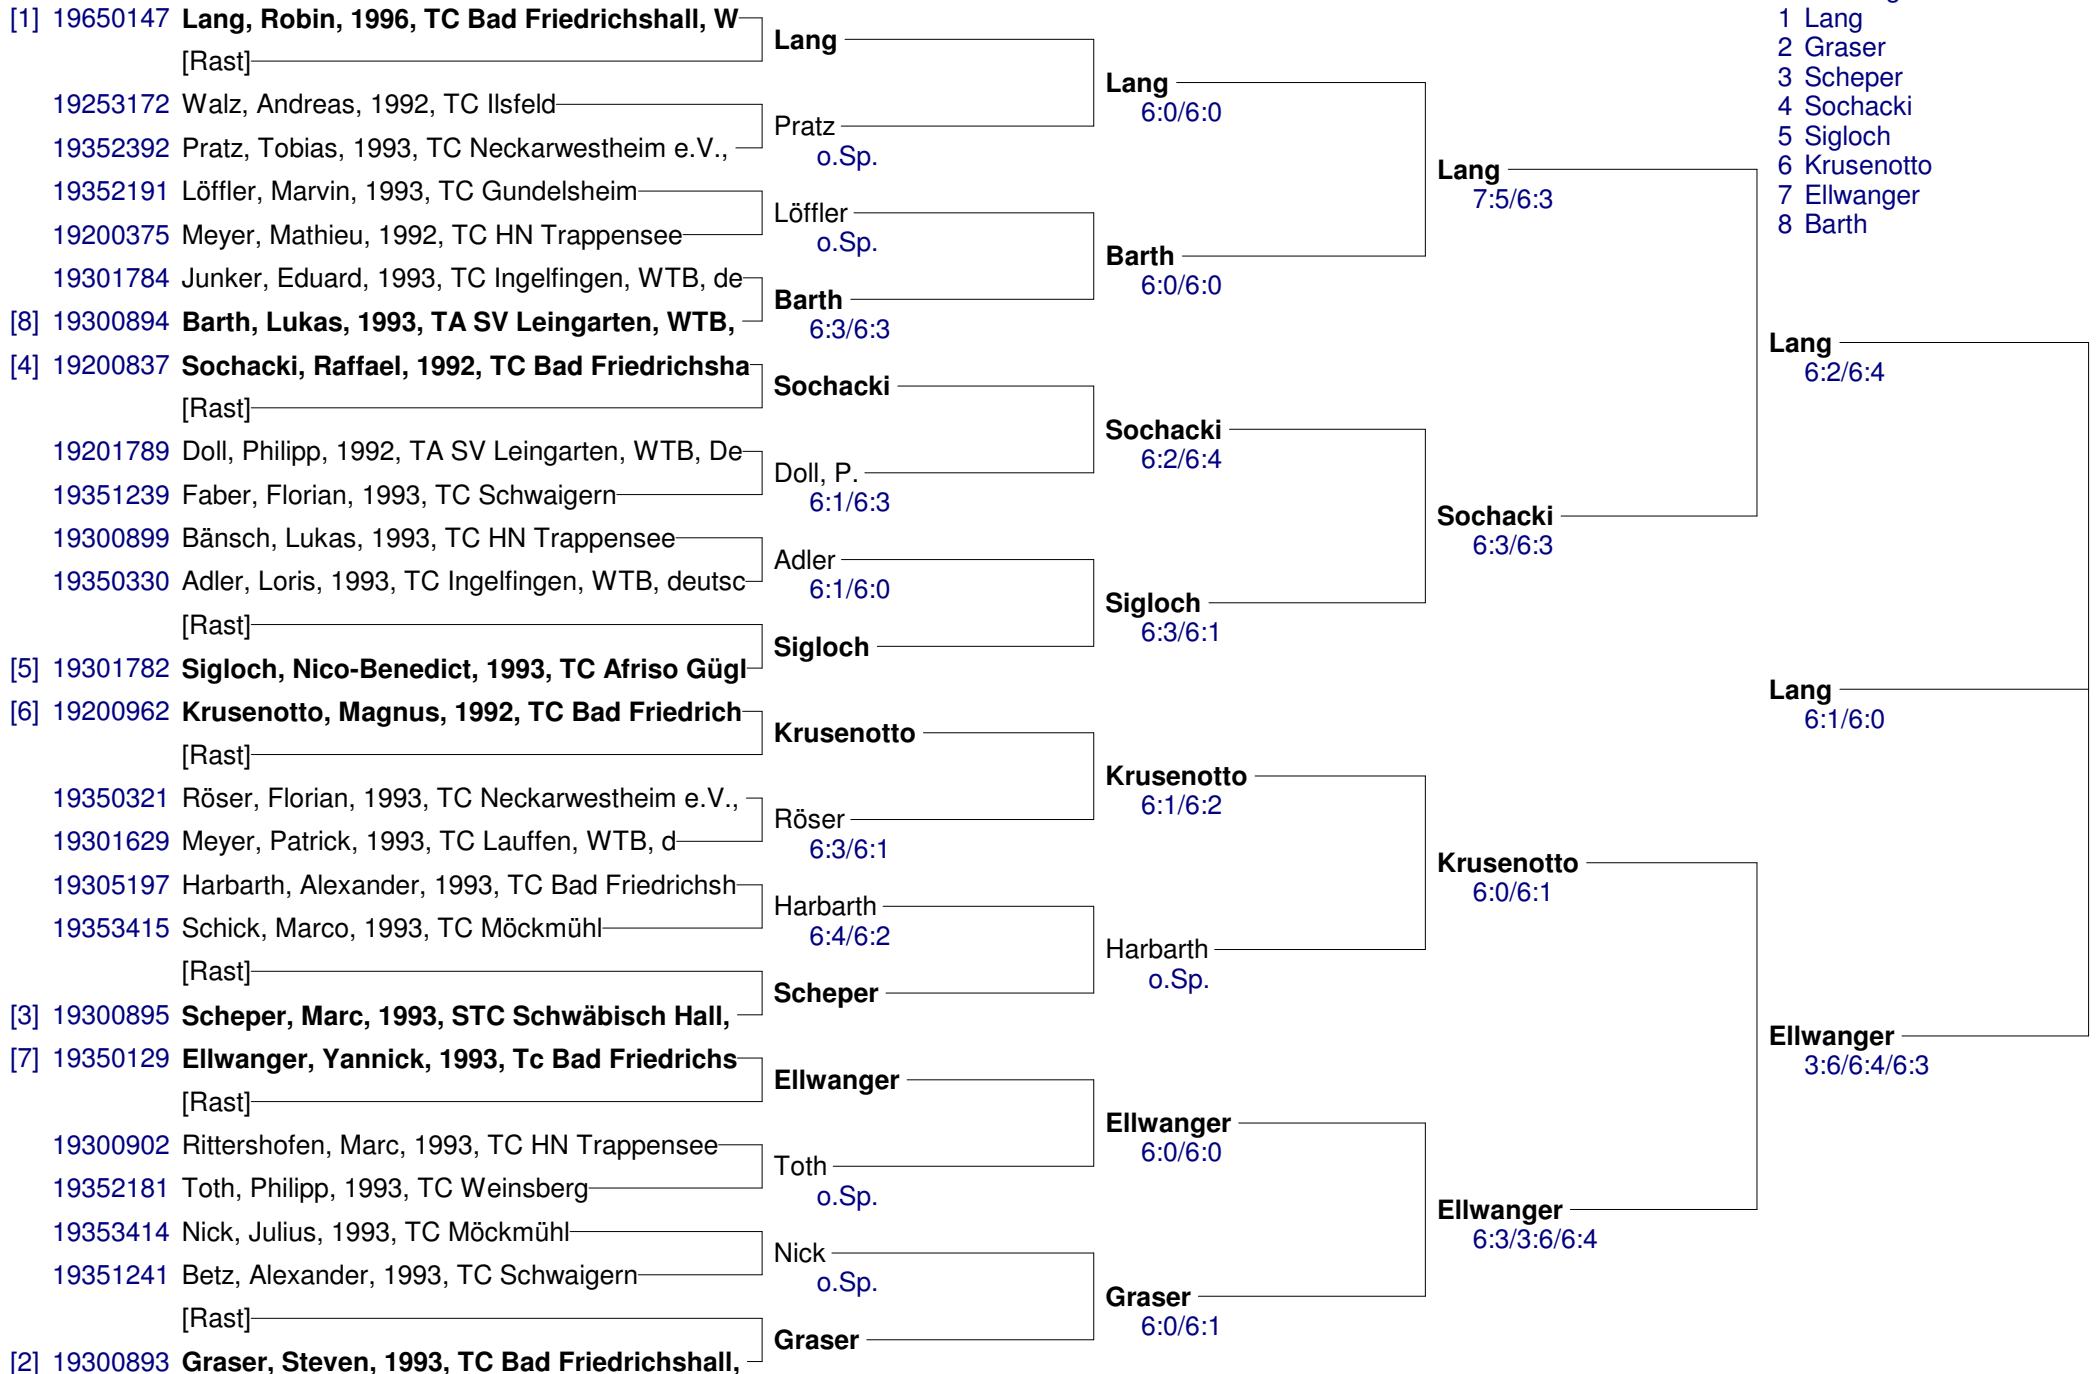 [1] 19650147 Lang, Robin, 1996, TC Bad Friedrichshall, W
[Rast]
19253172 Walz, Andreas, 1992, TC Ilsfeld
19352392 Pratz, Tobias, 1993, TC Neckarwestheim e.V.,
19352191 Löffler, Marvin, 1993, TC Gundelsheim
19200375 Meyer, Mathieu, 1992, TC HN Trappensee
19301784 Junker, Eduard, 1993, TC Ingelfingen, WTB, de
[8] 19300894 Barth, Lukas, 1993, TA SV Leingarten, WTB,
[4] 19200837 Sochacki, Raffael, 1992, TC Bad Friedrichsha
[Rast]
19201789 Doll, Philipp, 1992, TA SV Leingarten, WTB, De
19351239 Faber, Florian, 1993, TC Schwaigern
19300899 Bänsch, Lukas, 1993, TC HN Trappensee
19350330 Adler, Loris, 1993, TC Ingelfingen, WTB, deutsc
[Rast]
[5] 19301782 Sigloch, Nico-Benedict, 1993, TC Afriso Gügl
[6] 19200962 Krusenotto, Magnus, 1992, TC Bad Friedrich
[Rast]
19350321 Röser, Florian, 1993, TC Neckarwestheim e.V.,
19301629 Meyer, Patrick, 1993, TC Lauffen, WTB, d
19305197 Harbarth, Alexander, 1993, TC Bad Friedrichsh
19353415 Schick, Marco, 1993, TC Möckmühl
[Rast]
[3] 19300895 Scheper, Marc, 1993, STC Schwäbisch Hall,
[7] 19350129 Ellwanger, Yannick, 1993, Tc Bad Friedrichs
[Rast]
19300902 Rittershofen, Marc, 1993, TC HN Trappensee
19352181 Toth, Philipp, 1993, TC Weinsberg
19353414 Nick, Julius, 1993, TC Möckmühl
19351241 Betz, Alexander, 1993, TC Schwaigern
[Rast]
[2] 19300893 Graser, Steven, 1993, TC Bad Friedrichshall,
Lang
Pratz
o.Sp.
Löffler
o.Sp.
Barth
6:3/6:3
Sochacki
Doll, P.
6:1/6:3
Adler
6:1/6:0
Sigloch
Krusenotto
Röser
6:3/6:1
Harbarth
6:4/6:2
Scheper
Ellwanger
Toth
o.Sp.
Nick
o.Sp.
Graser
Lang
6:0/6:0
Barth
6:0/6:0
Sochacki
6:2/6:4
Sigloch
6:3/6:1
Krusenotto
6:1/6:2
Harbarth
o.Sp.
Ellwanger
6:0/6:0
Graser
6:0/6:1
Lang
7:5/6:3
Sochacki
6:3/6:3
Krusenotto
6:0/6:1
Ellwanger
6:3/3:6/6:4
1 Lang
2 Graser
3 Scheper
4 Sochacki
5 Sigloch
6 Krusenotto
7 Ellwanger
8 Barth
Lang
6:2/6:4
Lang
6:1/6:0
Ellwanger
3:6/6:4/6:3